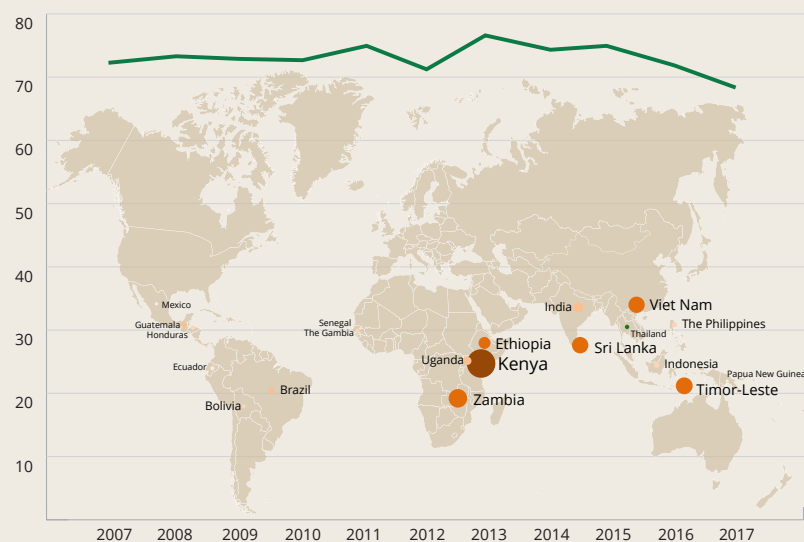 80
70
60
50
40
30
20
10
Mexico
Guatemala
Honduras
Ecuador
Brazil
Bolivia
Senegal
The Gambia
Uganda
Ethiopia
Kenya
Zambia
India
Viet Nam
Thailand
The Philippines
Sri Lanka
Indonesia
Papua New Guinea
Timor-Leste
2007 2008 2009 2010 2011 2012 2013 2014 2015 2016 2017